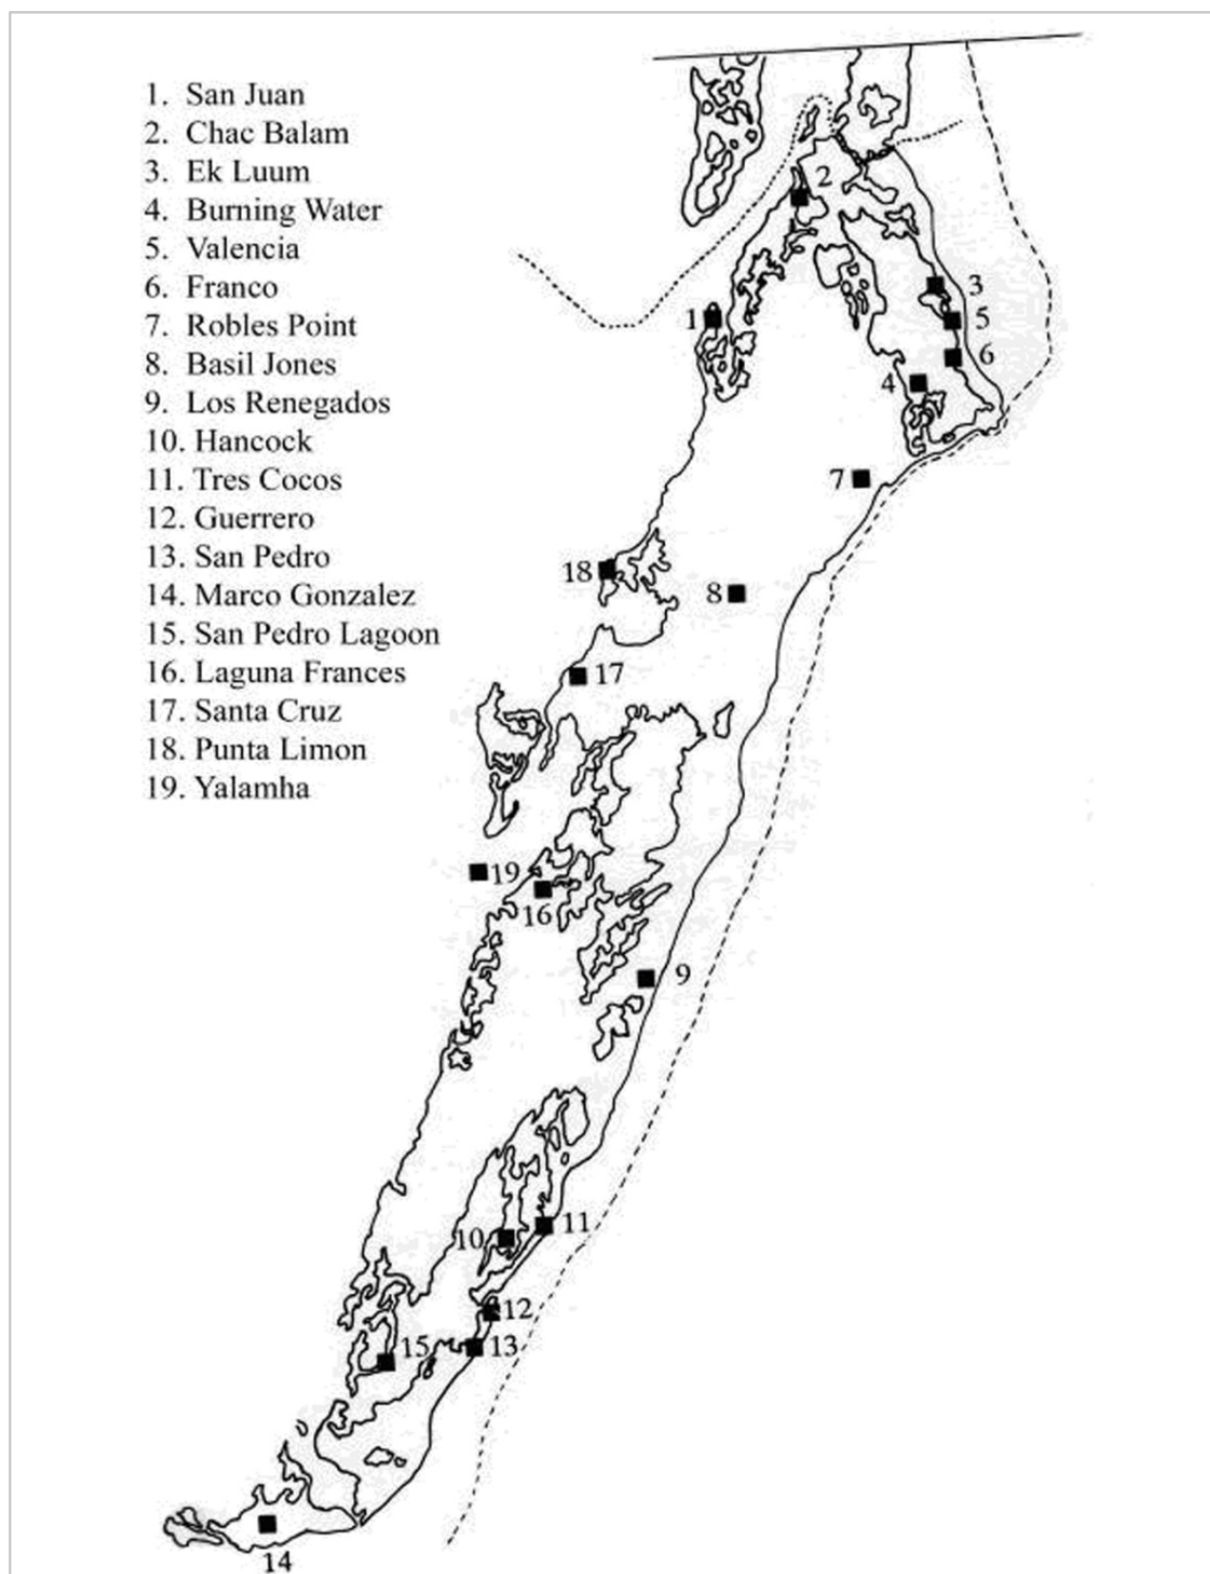 1. San Juan
2. Chac Balam
3. Ek Luum
4. Burning Water
5. Valencia
6. Franco
7. Robles Point
8. Basil Jones
9. Los Renegados
10. Hancock
11. Tres Cocos
12. Guerrero
13. San Pedro
14. Marco Gonzalez
15. San Pedro Lagoon
16. Laguna Frances
17. Santa Cruz
18. Punta Limon
19. Yalamha
2
3
1
5
6
4
7
18
8
17
19
16
9
11
10
12
13
15
14